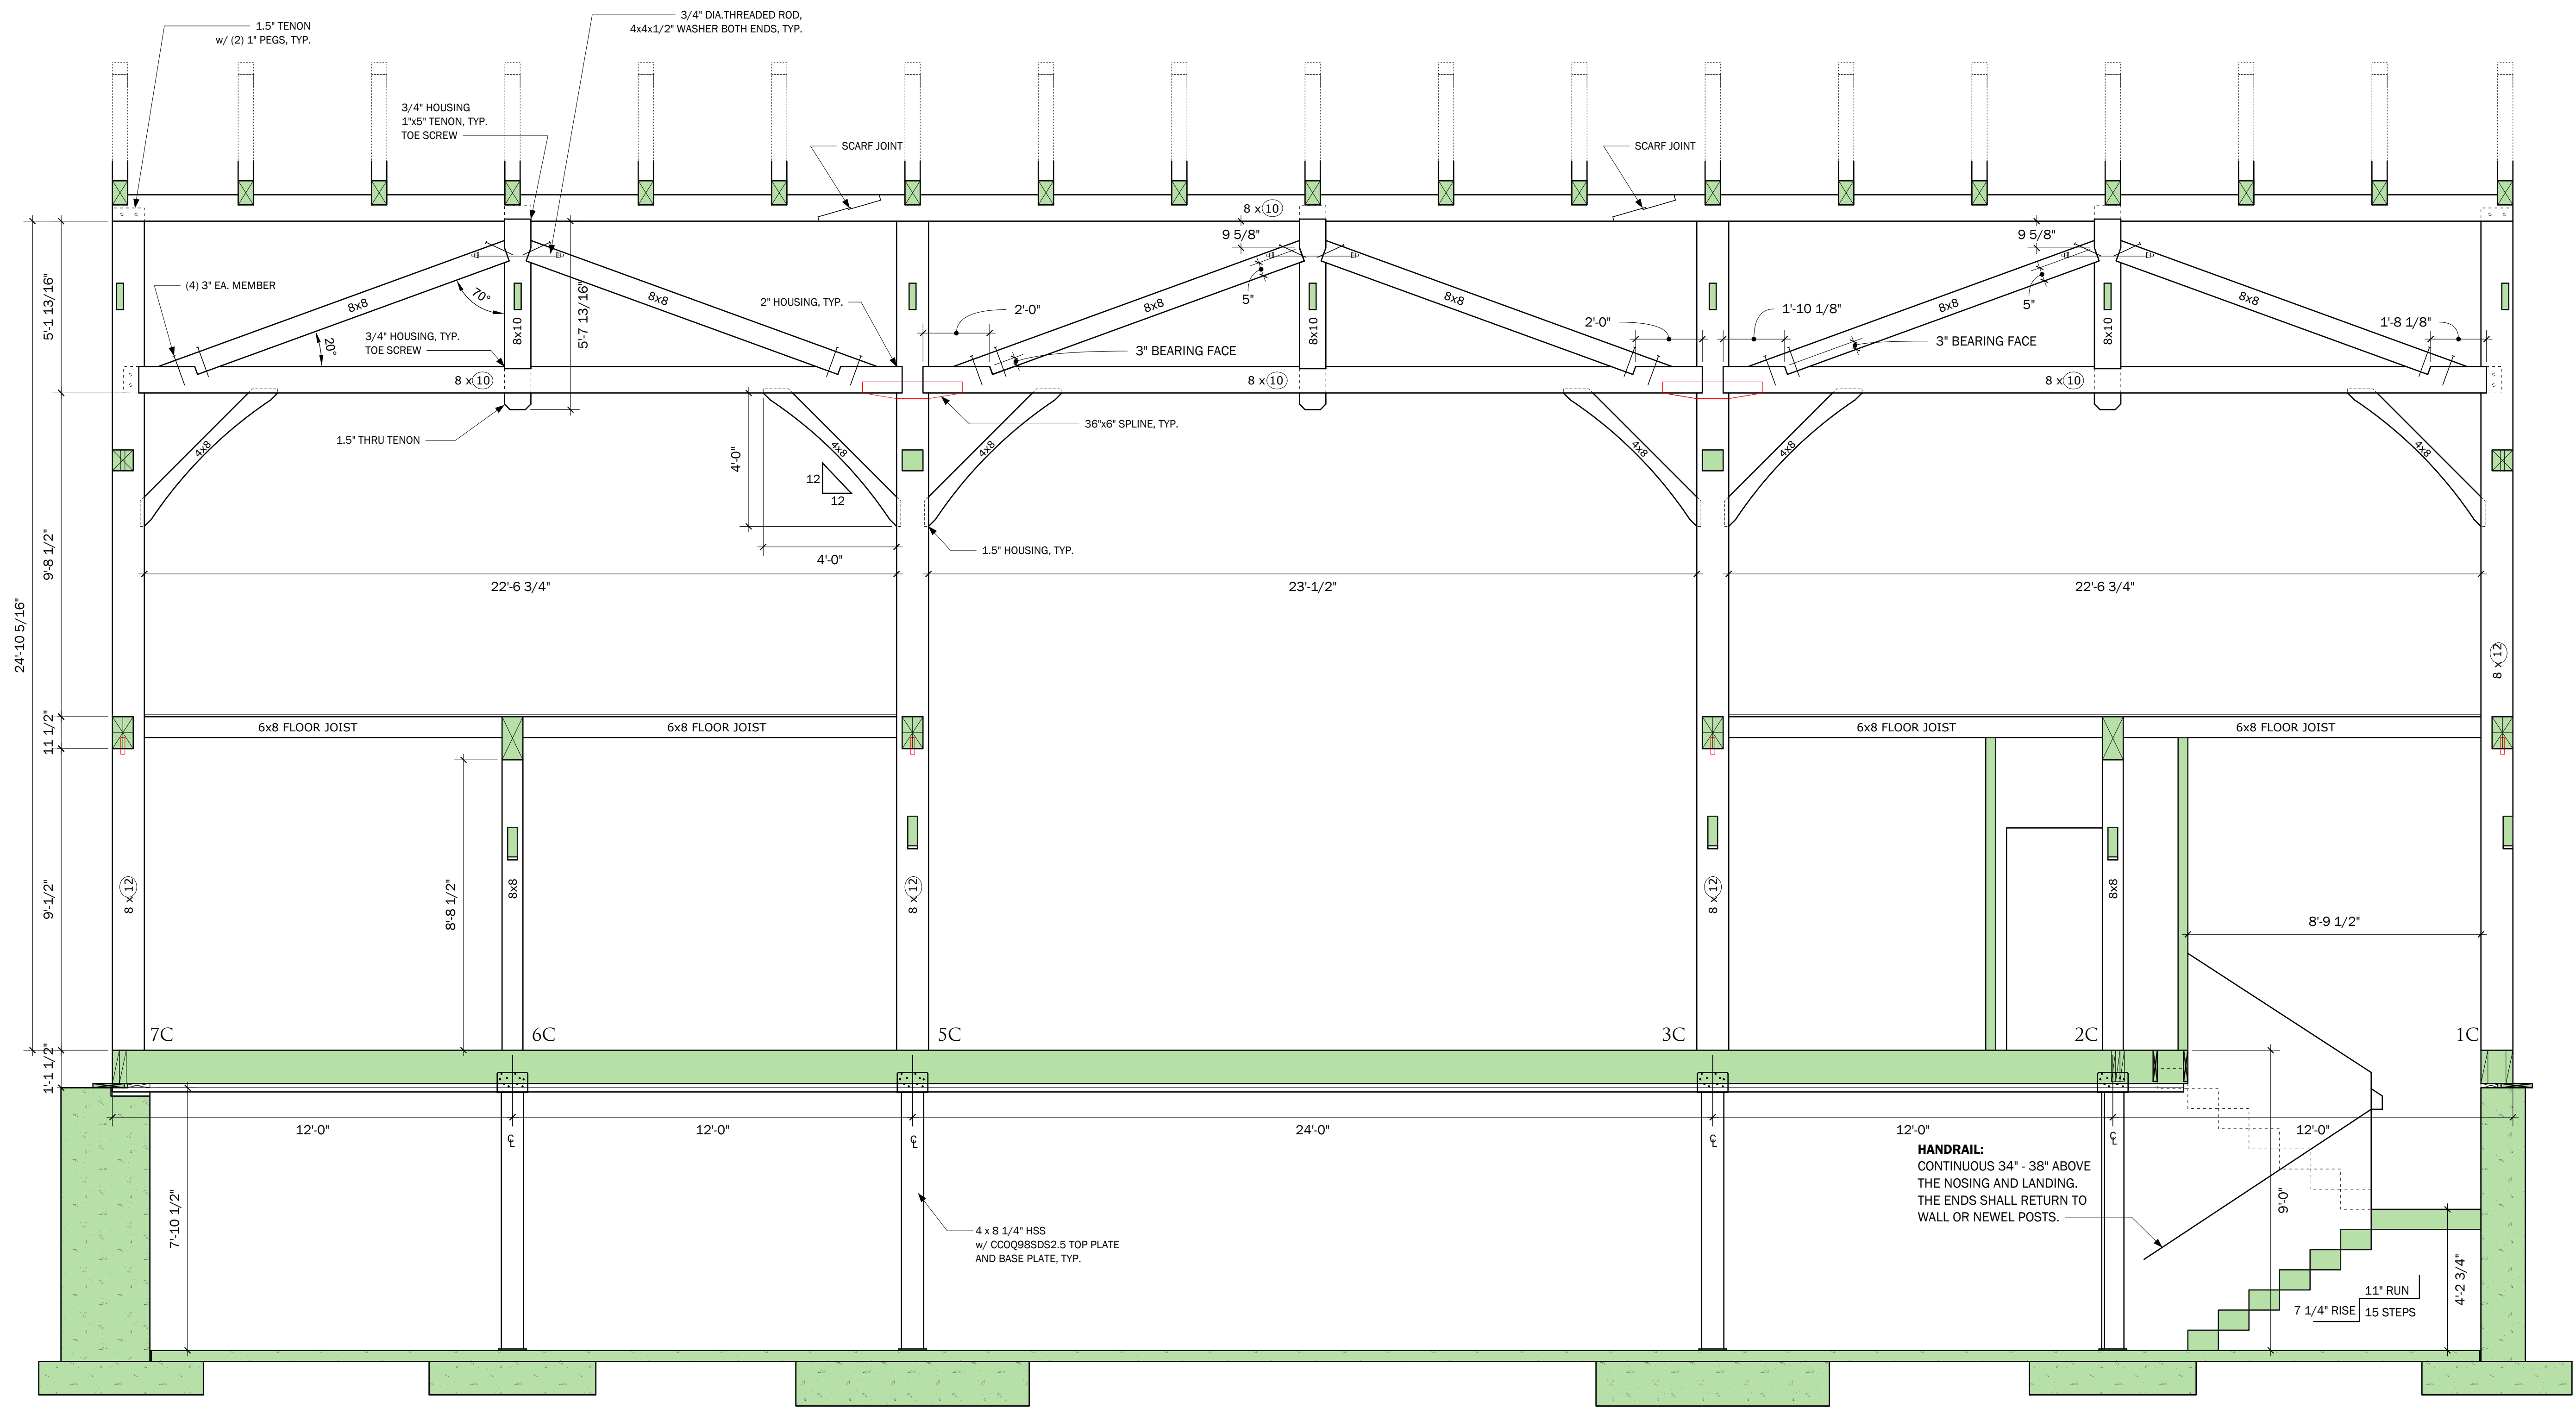 1.5" TENON
w/ (2) 1" PEGS, TYP.
3/4" DIA.THREADED ROD,
4x4x1/2" WASHER BOTH ENDS, TYP.
3/4" HOUSING
1"x5" TENON, TYP.
TOE SCREW
SCARF JOINT
SCARF JOINT
8 x 10
9 5/8"
9 5/8"
5'-1 13/16"
(4) 3" EA. MEMBER
8x8
70°
20°
8x10
8x8
5'-7 13/16"
3/4" HOUSING, TYP.
TOE SCREW
2" HOUSING, TYP.
2'-0"
8x8
5"
8x10
8x8
2'-0"
3" BEARING FACE
1'-10 1/8"
8x8
5"
8x10
8x8
1'-8 1/8"
3" BEARING FACE
8 x 10
8 x 10
8 x 10
1.5" THRU TENON
36"x6" SPLINE, TYP.
4x8
4x8
4x8
4x8
4x8
4x8
4'-0"
12
12
4'-0"
1.5" HOUSING, TYP.
9'-8 1/2"
22'-6 3/4"
23'-1/2"
22'-6 3/4"
24'-10 5/16"
8 x 12
11 1/2"
6x8 FLOOR JOIST
6x8 FLOOR JOIST
6x8 FLOOR JOIST
6x8 FLOOR JOIST
9'-1/2"
8 x 12
8'-8 1/2"
8x8
8 x 12
8 x 12
8x8
8'-9 1/2"
7C
6C
5C
3C
2C
1C
1'-1 1/2"
12'-0"
12'-0"
24'-0"
12'-0"
12'-0"
℄
℄
℄
℄
7'-10 1/2"
HANDRAIL:
CONTINUOUS 34" - 38" ABOVE
THE NOSING AND LANDING.
THE ENDS SHALL RETURN TO
WALL OR NEWEL POSTS.
9'-0"
4 x 8 1/4" HSS
w/ CCOQ98SDS2.5 TOP PLATE
AND BASE PLATE, TYP.
4'-2 3/4"
11" RUN
7 1/4" RISE
15 STEPS